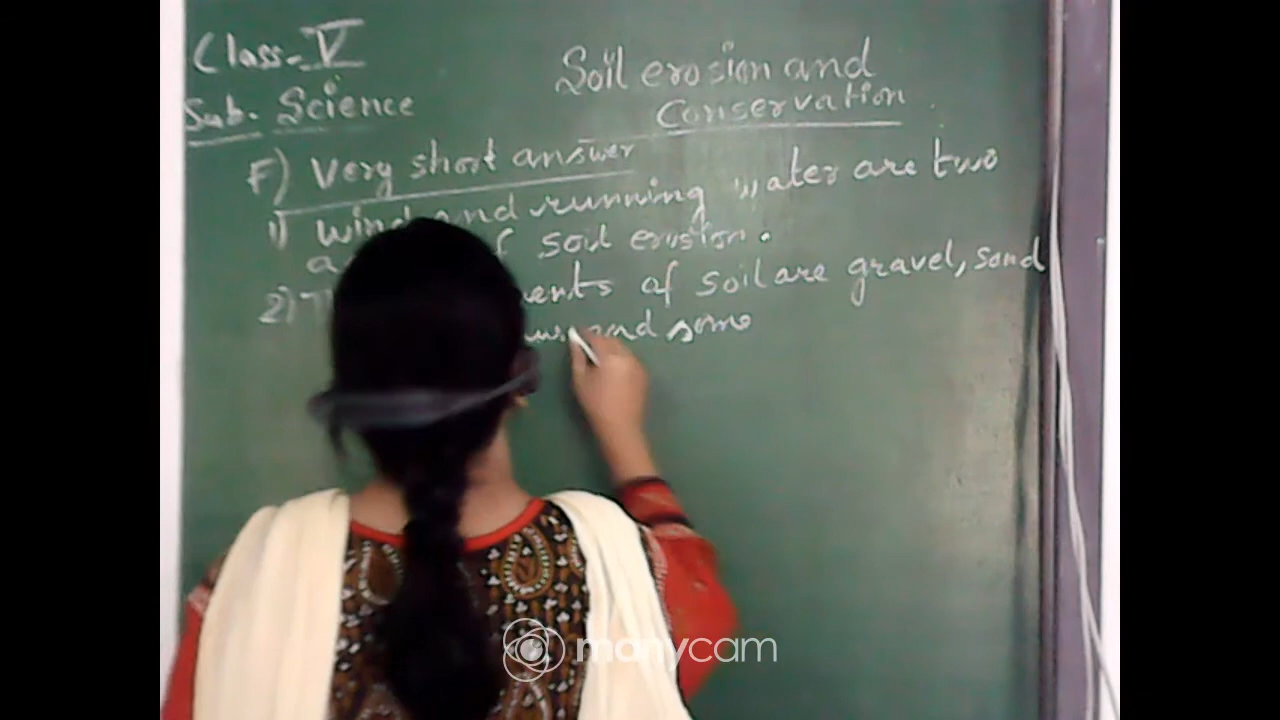 Class-V
Sub. Science
Soil erosion and
Conservation.
F) Very short answer
1) Wind and running water are two
of soil erosion.
2) of soil are gravel, sand
and some
manycam